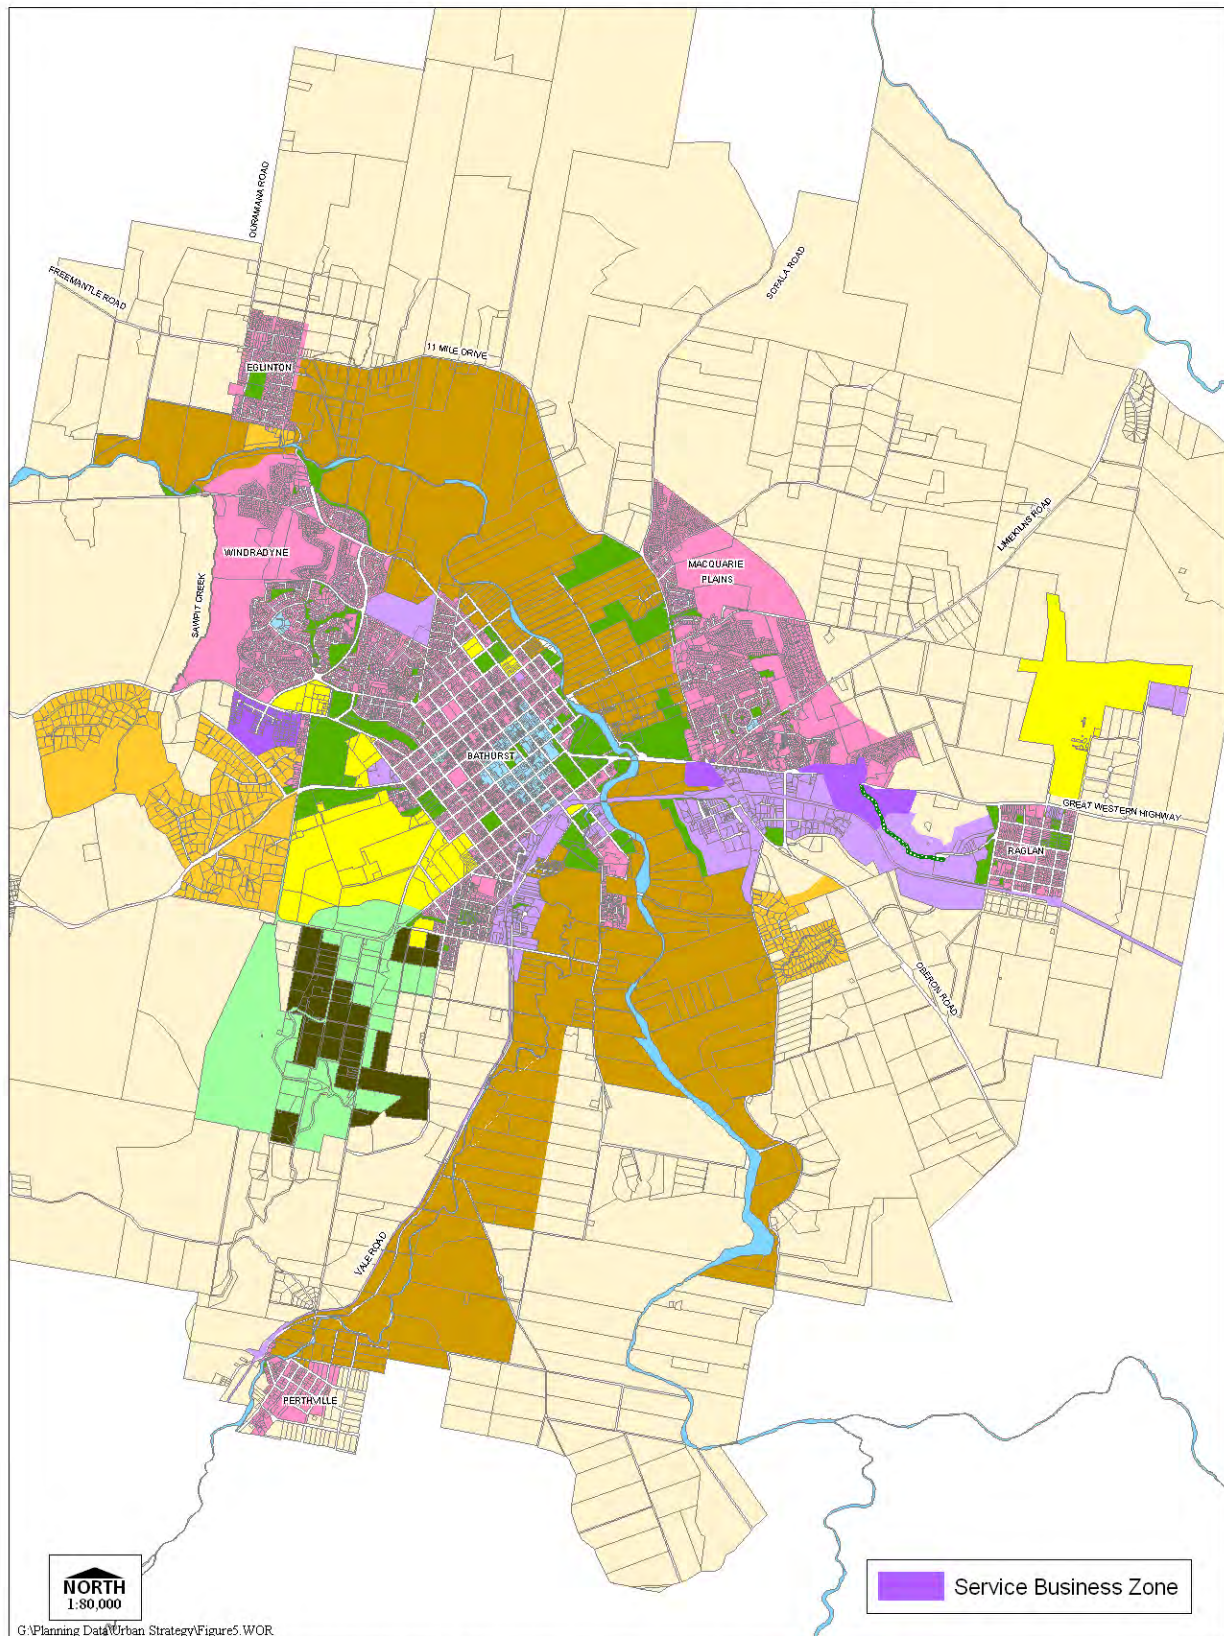 OURAMANA ROAD
FREEMANTLE ROAD
SOFALA ROAD
11 MILE DRIVE
EGLINTON
LIMEKILNS ROAD
WINDRADYNE
MACQUARIE
PLAINS
SAWPIT CREEK
BATHURST
GREAT WESTERN HIGHWAY
RAGLAN
OBERON ROAD
VALE ROAD
PERTHVILLE
NORTH
1:80,000
Service Business Zone
G:\Planning Data\Urban Strategy\Figure5.WOR